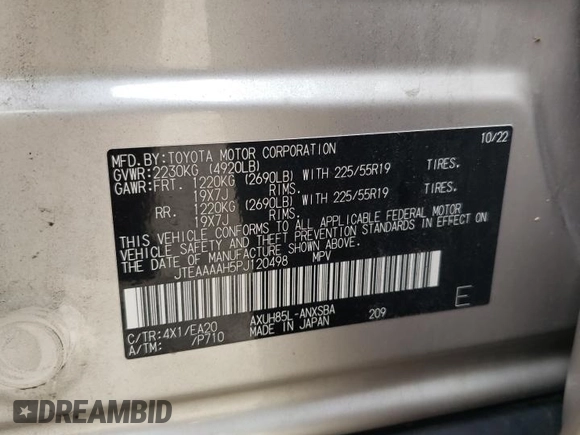 MFD. BY: TOYOTA MOTOR CORPORATION 10/22
GVWR: 2230KG (4920LB)
GAWR: FRT. 1220KG (2690LB) WITH 225/55R19 TIRES.
19X7J RIMS.
RR. 1220KG (2690LB) WITH 225/55R19 TIRES.
19X7J RIMS.
THIS VEHICLE CONFORMS TO ALL APPLICABLE FEDERAL MOTOR
VEHICLE SAFETY AND THEFT PREVENTION STANDARDS IN EFFECT ON
THE DATE OF MANUFACTURE SHOWN ABOVE.
JTEAAAAH5PJ120498 MPV
E
C/TR: 4X1/EA20 AXUH85L-ANXSBA 209
A/TM: /P710 MADE IN JAPAN
DREAMBID